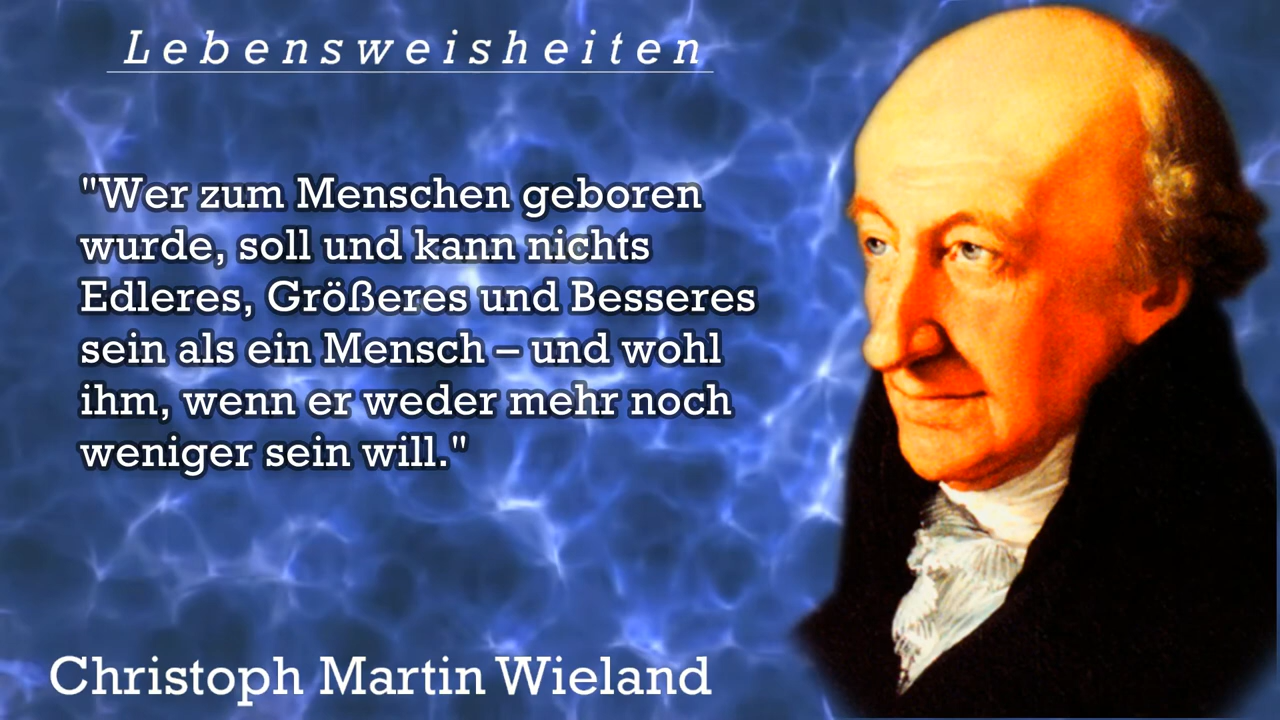 Lebensweisheiten
"Wer zum Menschen geboren
wurde, soll und kann nichts
Edleres, Größeres und Besseres
sein als ein Mensch – und wohl
ihm, wenn er weder mehr noch
weniger sein will."
Christoph Martin Wieland